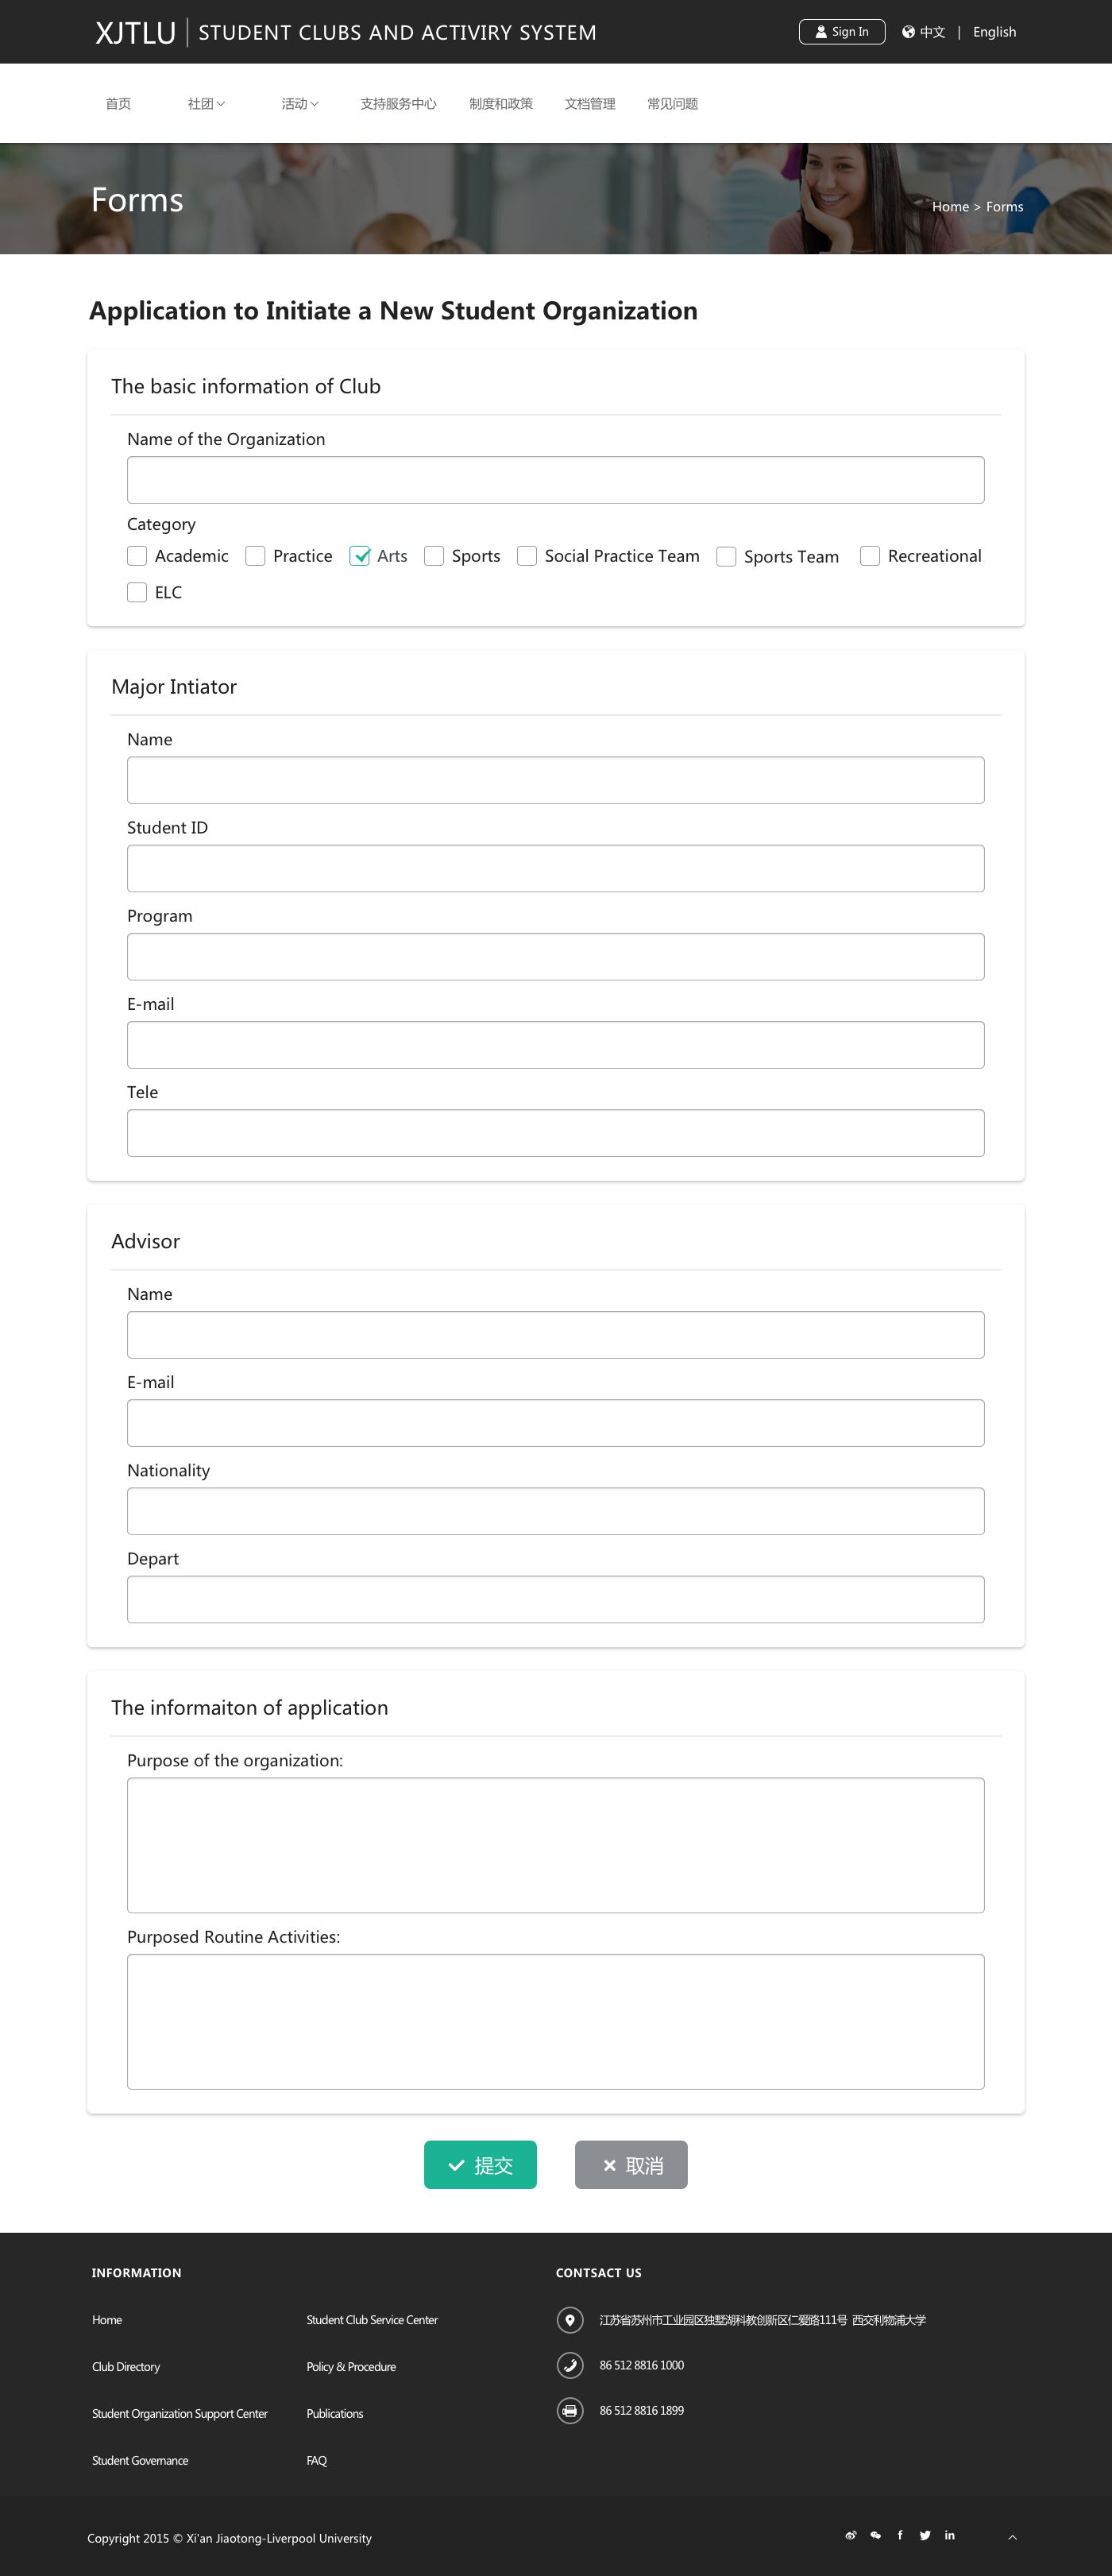 XJTLU | STUDENT CLUBS AND ACTIVIRY SYSTEM
Sign In 中文 | English
首页 社团 活动 支持服务中心 制度和政策 文档管理 常见问题
Forms
Home > Forms
Application to Initiate a New Student Organization
The basic information of Club
Name of the Organization
Category
Academic Practice Arts Sports Social Practice Team Sports Team Recreational
ELC
Major Intiator
Name
Student ID
Program
E-mail
Tele
Advisor
Name
E-mail
Nationality
Depart
The informaiton of application
Purpose of the organization:
Purposed Routine Activities:
提交 取消
INFORMATION
Home Student Club Service Center
Club Directory Policy & Procedure
Student Organization Support Center Publications
Student Governance FAQ
CONTSACT US
江苏省苏州市工业园区独墅湖科教创新区仁爱路111号 西交利物浦大学
86 512 8816 1000
86 512 8816 1899
Copyright 2015 © Xi'an Jiaotong-Liverpool University